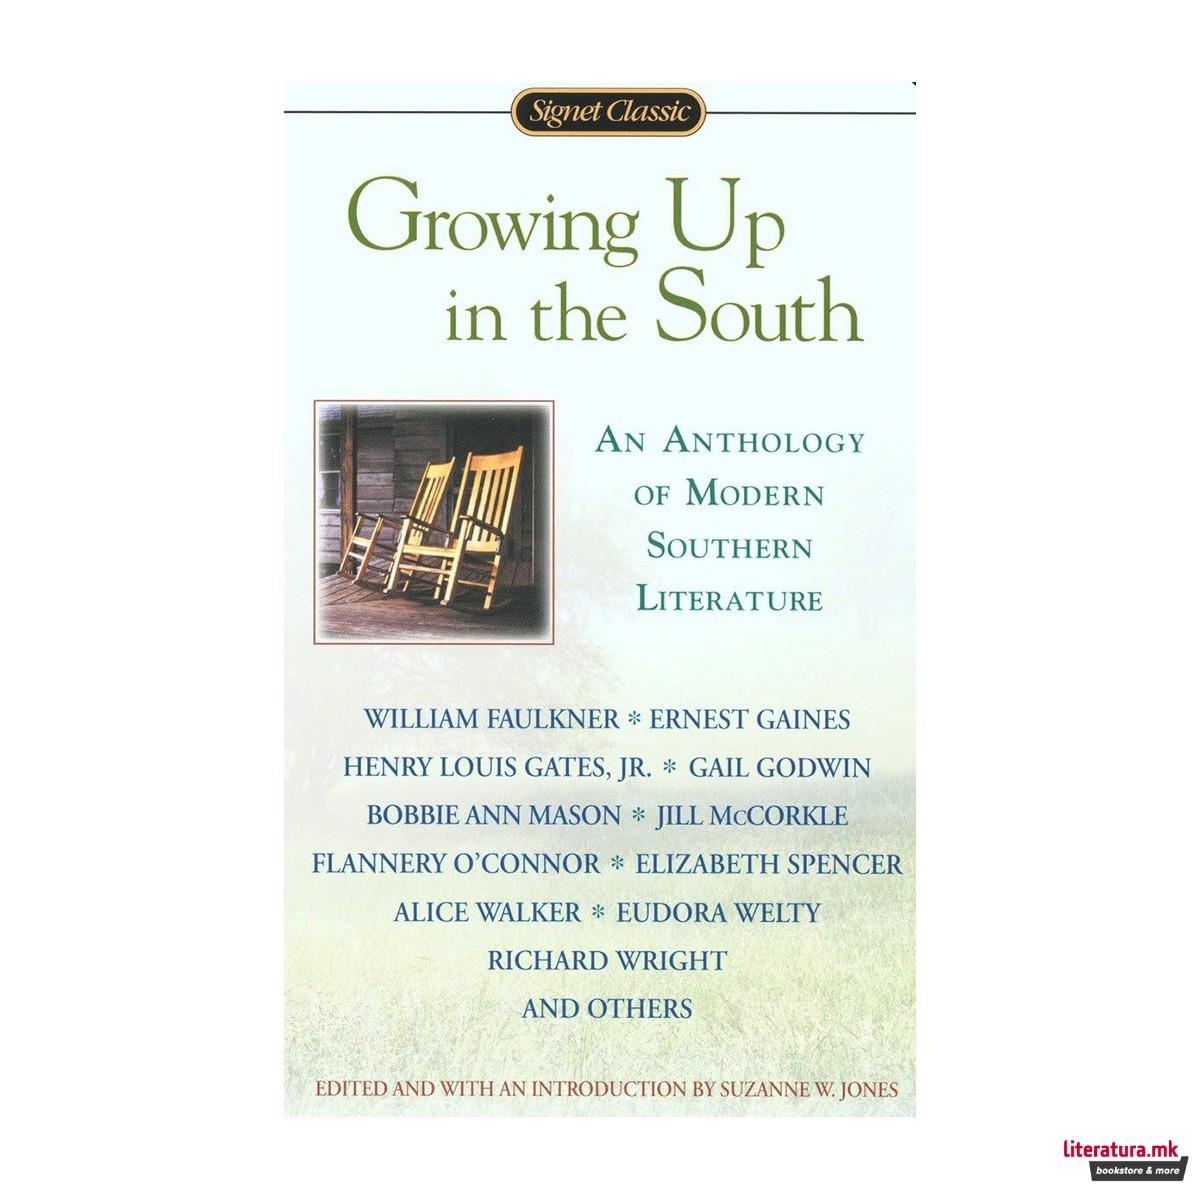 Signet Classic
Growing Up
in the South
An Anthology
of Modern
Southern
Literature
WILLIAM FAULKNER * ERNEST GAINES
HENRY LOUIS GATES, JR. * GAIL GODWIN
BOBBIE ANN MASON * JILL McCORKLE
FLANNERY O'CONNOR * ELIZABETH SPENCER
ALICE WALKER * EUDORA WELTY
RICHARD WRIGHT
AND OTHERS
EDITED AND WITH AN INTRODUCTION BY SUZANNE W. JONES
literatura.mk
bookstore & more